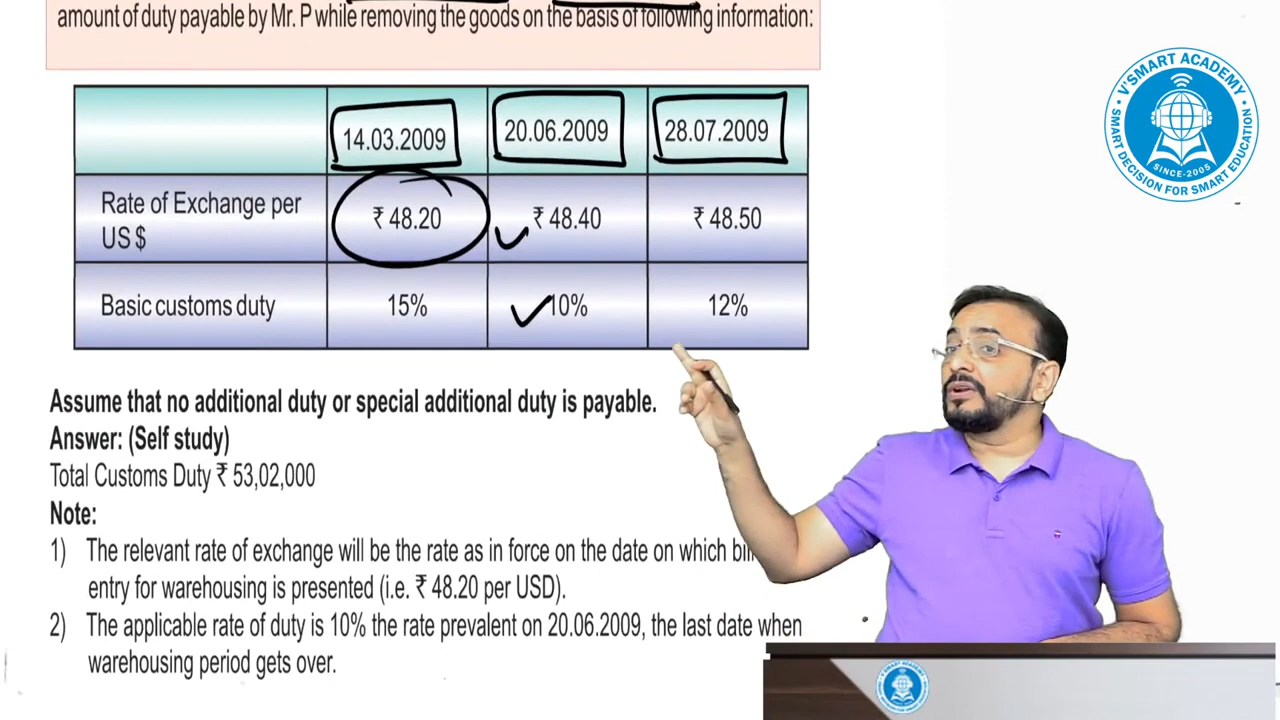 amount of duty payable by Mr. P while removing the goods on the basis of following information:
14.03.2009 20.06.2009 28.07.2009
Rate of Exchange per US $ ₹ 48.20 ₹ 48.40 ₹ 48.50
Basic customs duty 15% 10% 12%
Assume that no additional duty or special additional duty is payable.
Answer: (Self study)
Total Customs Duty ₹ 53,02,000
Note:
1) The relevant rate of exchange will be the rate as in force on the date on which
entry for warehousing is presented (i.e. ₹ 48.20 per USD).
2) The applicable rate of duty is 10% the rate prevalent on 20.06.2009, the last date when
warehousing period gets over.
V'SMART ACADEMY
SINCE-2005
SMART DECISION FOR SMART EDUCATION